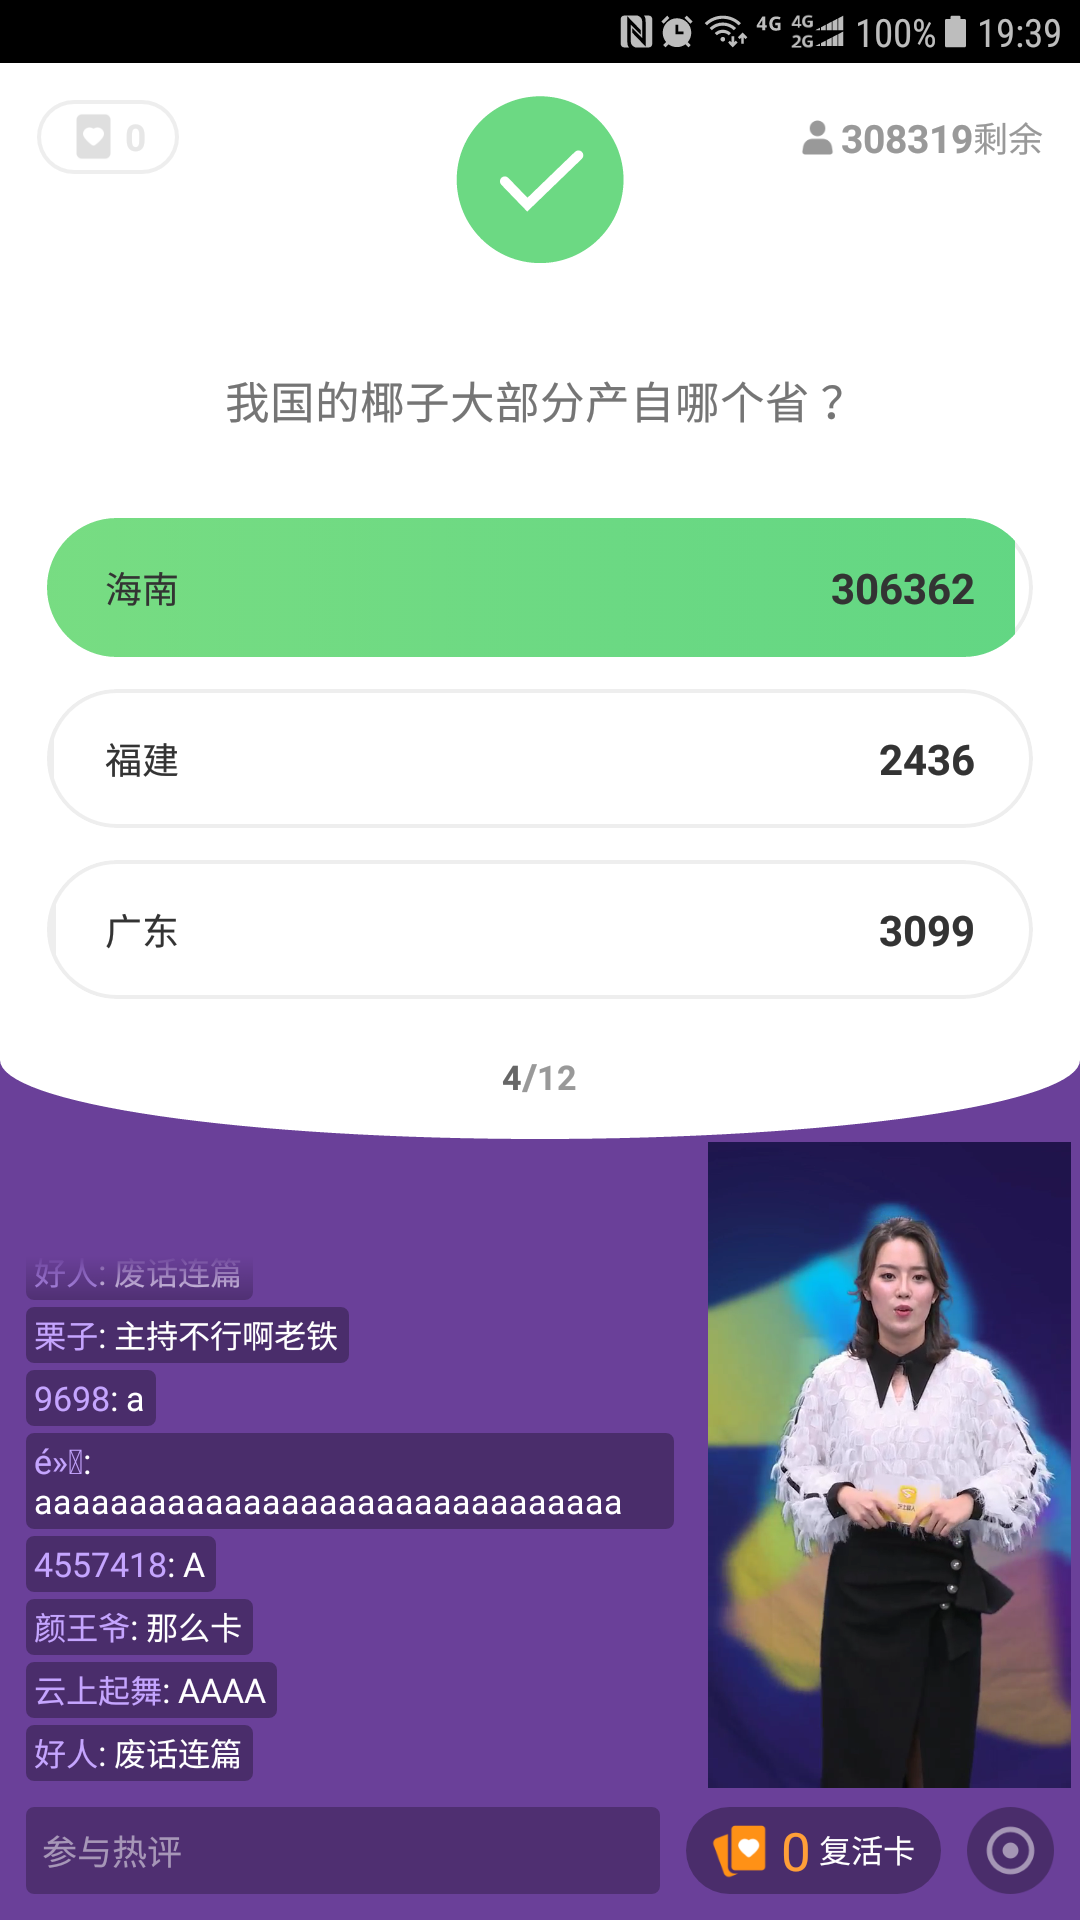 4G 4G 2G 100% 19:39
0
308319剩余
我国的椰子大部分产自哪个省？
海南 306362
福建 2436
广东 3099
4/12
好人: 废话连篇
栗子: 主持不行啊老铁
9698: a
é»:
aaaaaaaaaaaaaaaaaaaaaaaaaaaaaaa
4557418: A
颜王爷: 那么卡
云上起舞: AAAA
好人: 废话连篇
参与热评
0 复活卡